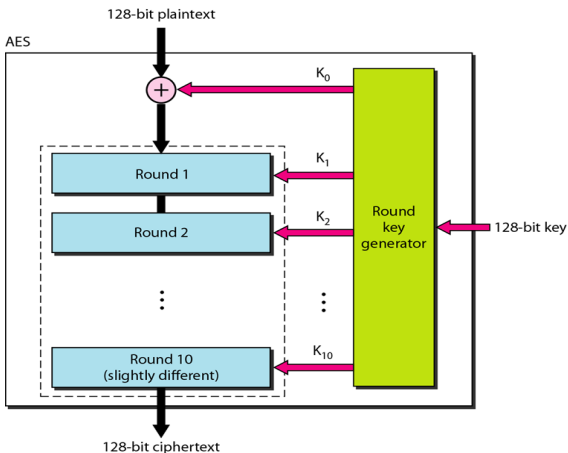 128-bit plaintext
AES
+
K0
Round 1
K1
Round 2
K2
Round
key
generator
128-bit key
...
...
Round 10
(slightly different)
K10
128-bit ciphertext